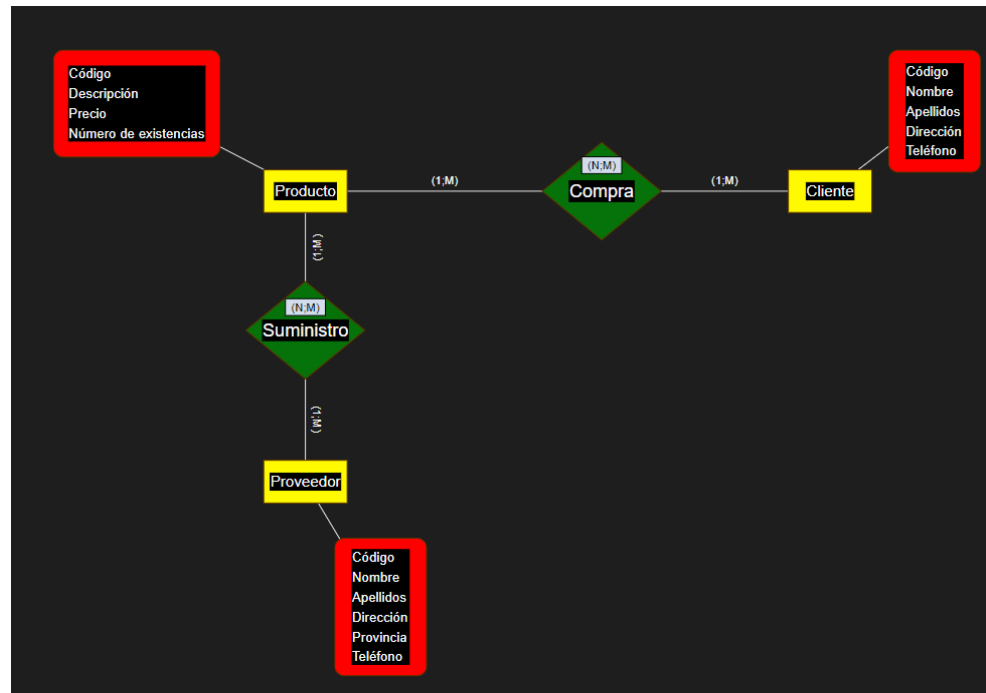 Código
Descripción
Precio
Número de existencias
Código
Nombre
Apellidos
Dirección
Teléfono
Producto
(1;M)
(N;M)
Compra
(1;M)
Cliente
(1;M)
(N;M)
Suministro
(1;M)
Proveedor
Código
Nombre
Apellidos
Dirección
Provincia
Teléfono